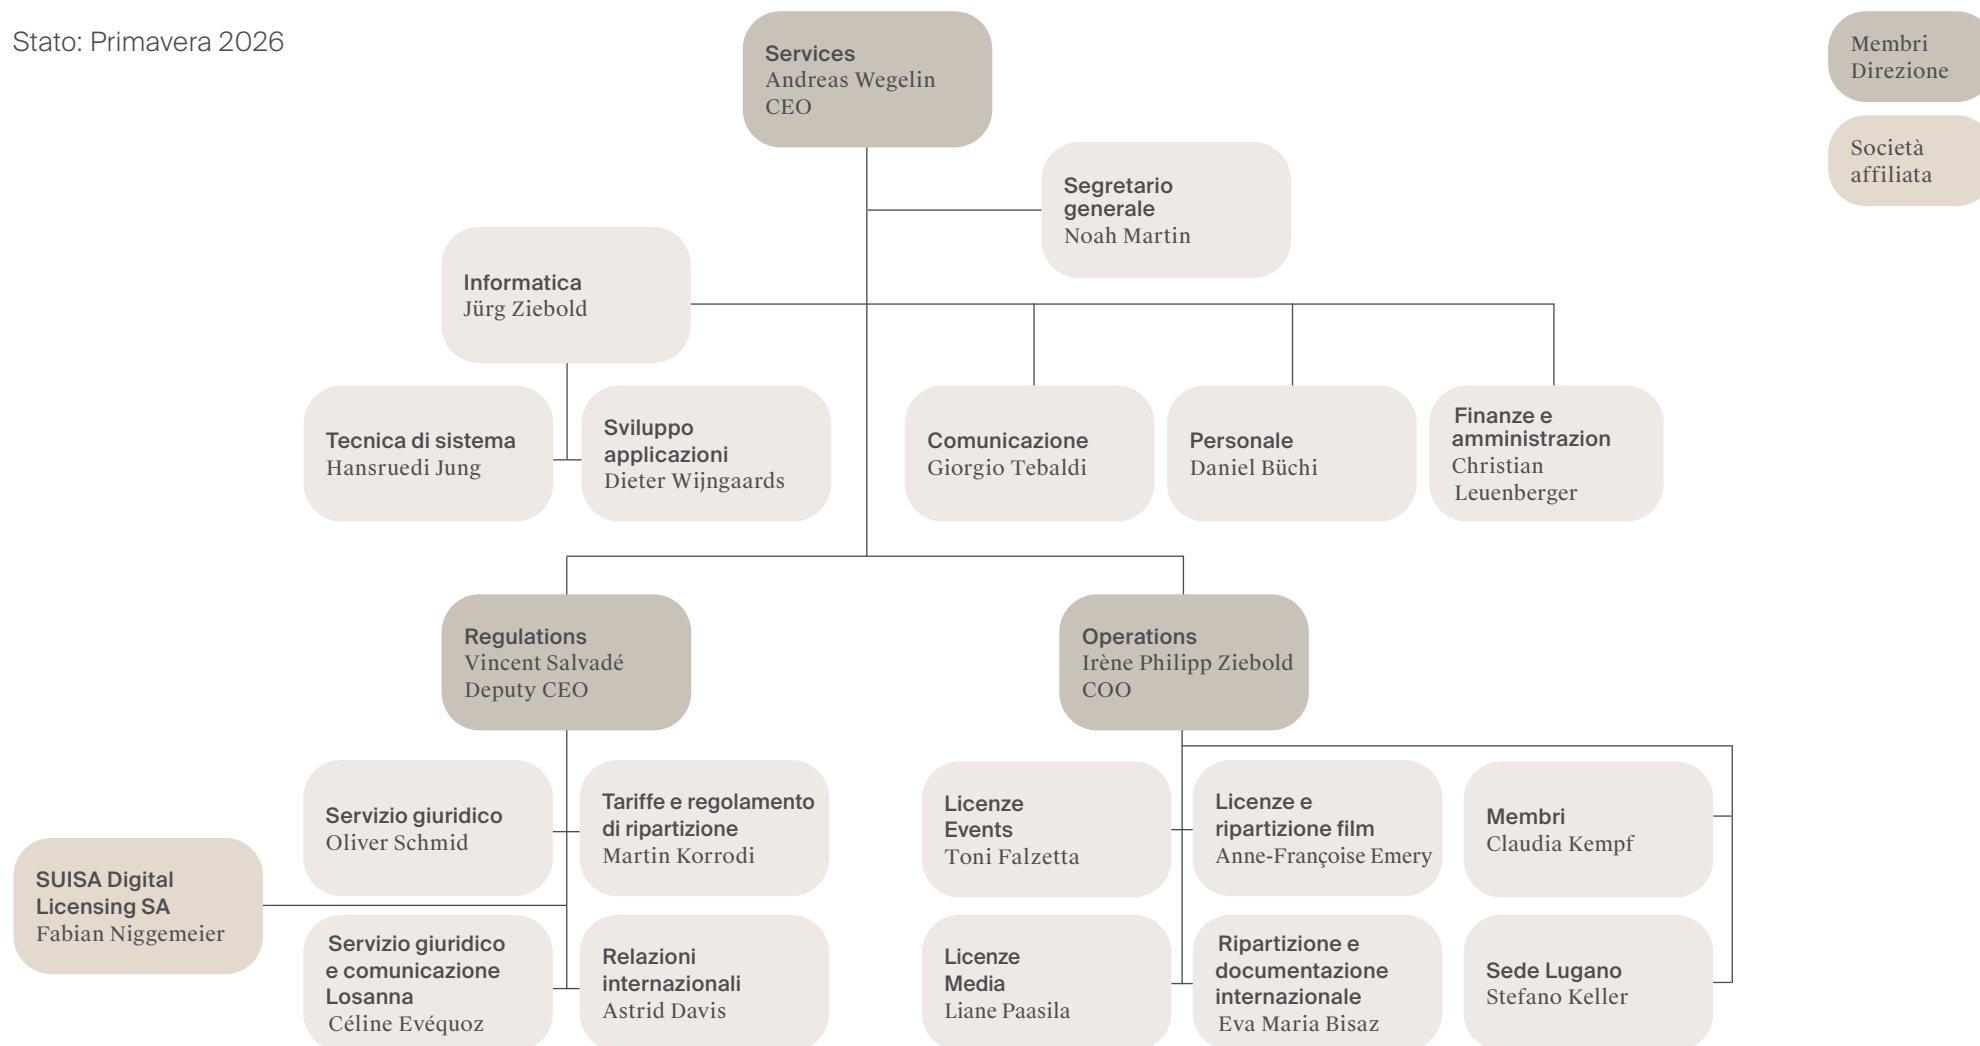 Stato: Primavera 2026
Services
Andreas Wegelin
CEO
Membri
Direzione
Società
affiliata
Segretario
generale
Noah Martin
Informatica
Jürg Ziebold
Tecnica di sistema
Hansruedi Jung
Sviluppo
applicazioni
Dieter Wijngaards
Comunicazione
Giorgio Tebaldi
Personale
Daniel Büchi
Finanze e
amministrazion
Christian
Leuenberger
Regulations
Vincent Salvadé
Deputy CEO
Operations
Irène Philipp Ziebold
COO
Servizio giuridico
Oliver Schmid
Tariffe e regolamento
di ripartizione
Martin Korrodi
Licenze
Events
Toni Falzetta
Licenze e
ripartizione film
Anne-Françoise Emery
Membri
Claudia Kempf
SUISA Digital
Licensing SA
Fabian Niggemeier
Servizio giuridico
e comunicazione
Losanna
Céline Evéquoz
Relazioni
internazionali
Astrid Davis
Licenze
Media
Liane Paasila
Ripartizione e
documentazione
internazionale
Eva Maria Bisaz
Sede Lugano
Stefano Keller